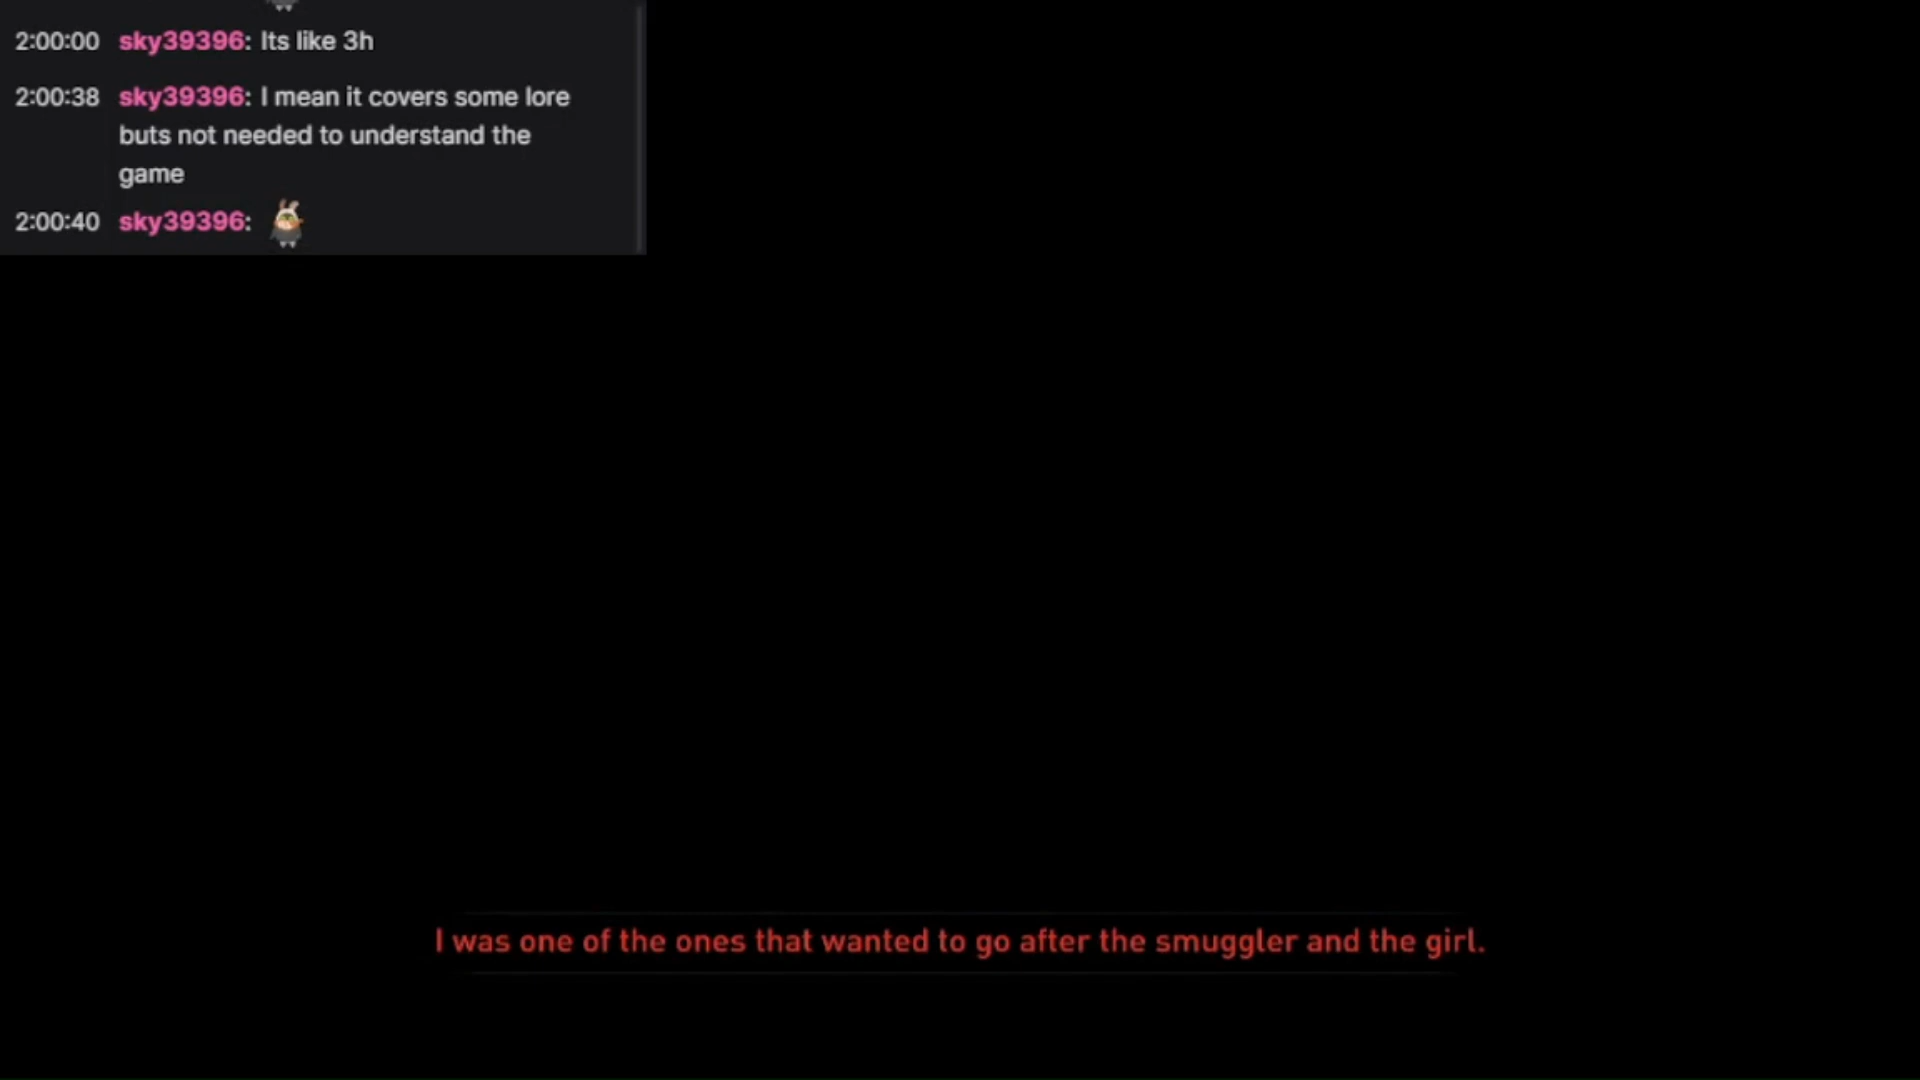 2:00:00 sky39396: Its like 3h
2:00:38 sky39396: I mean it covers some lore
buts not needed to understand the
game
2:00:40 sky39396:
I was one of the ones that wanted to go after the smuggler and the girl.